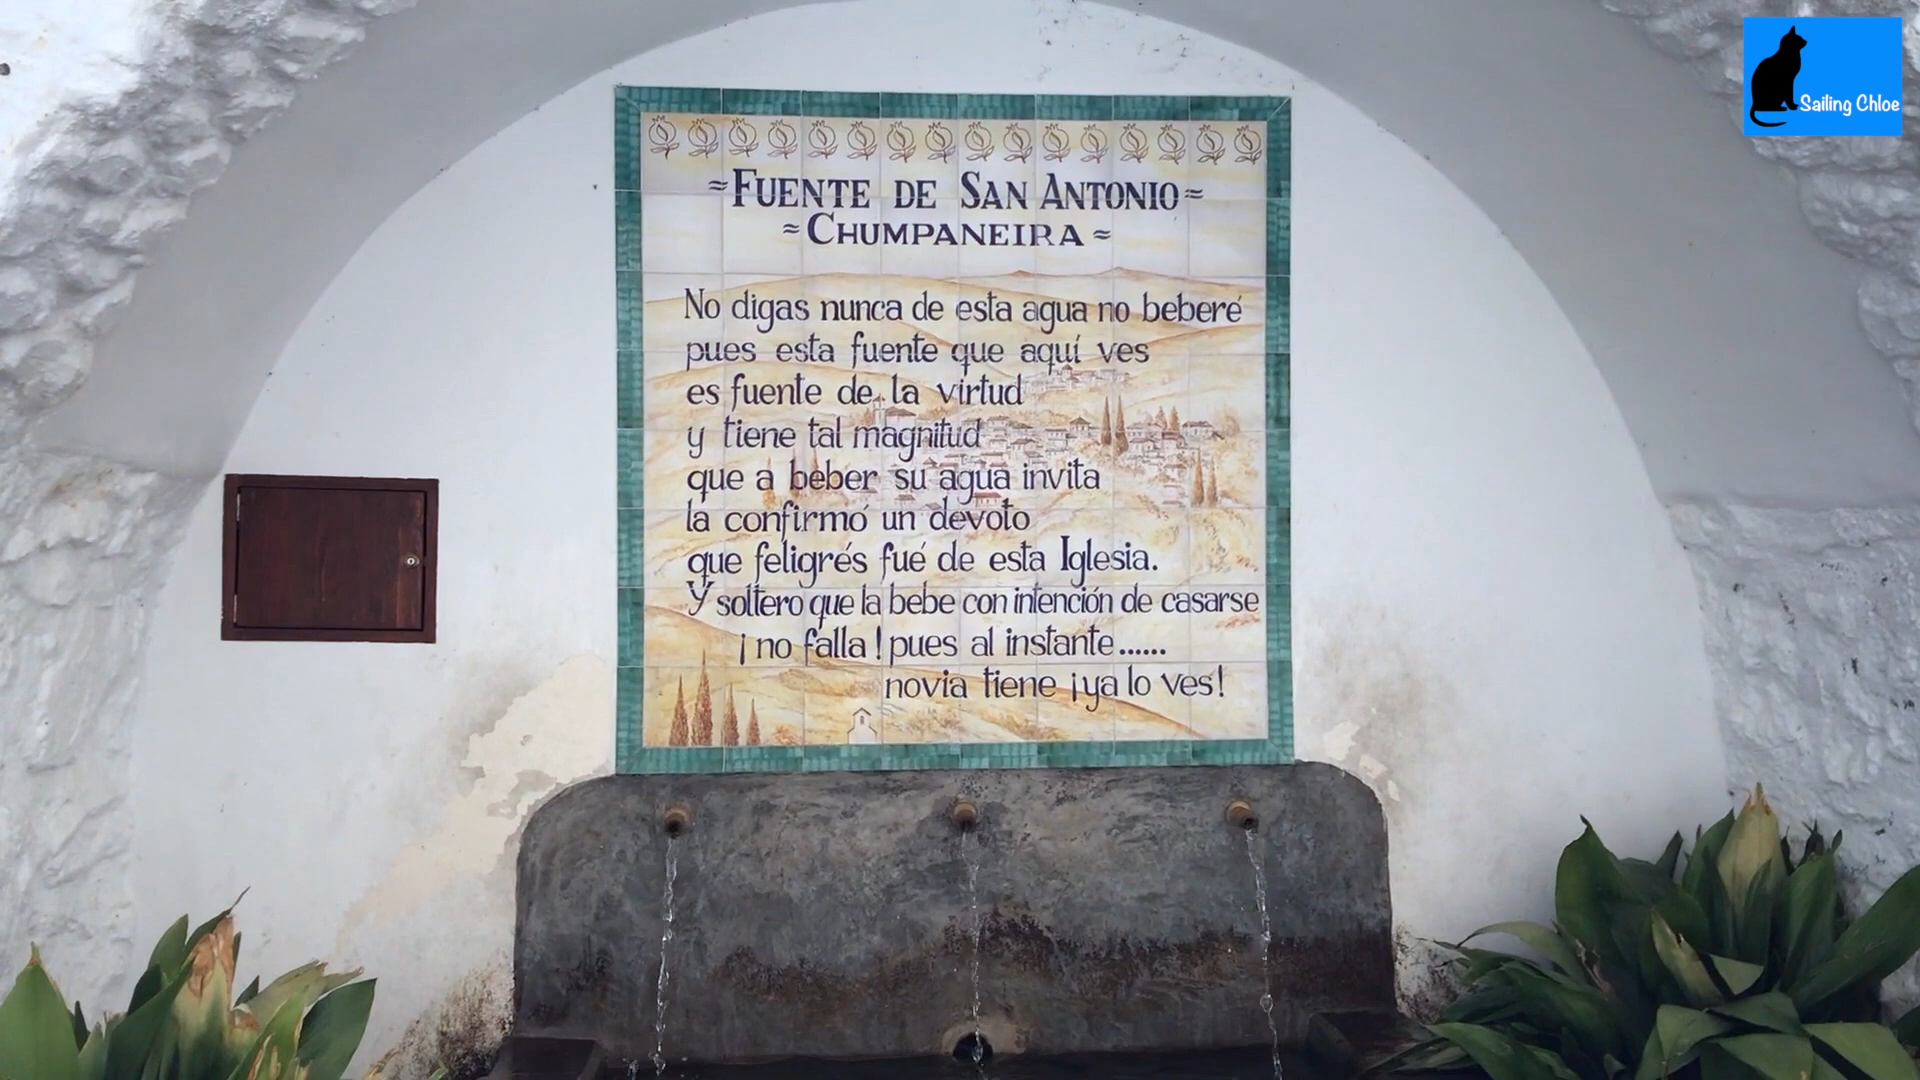 ≈FUENTE DE SAN ANTONIO≈
≈CHUMPANEIRA≈
No digas nunca de esta agua no beberé
pues esta fuente que aquí ves
es fuente de la virtud
y tiene tal magnitud
que a beber su agua invita
la confirmó un devoto
que feligrés fué de esta Iglesia.
Y soltero que la bebe con intención de casarse
¡no falla! pues al instante......
novia tiene ¡ya lo ves!
Sailing Chloe